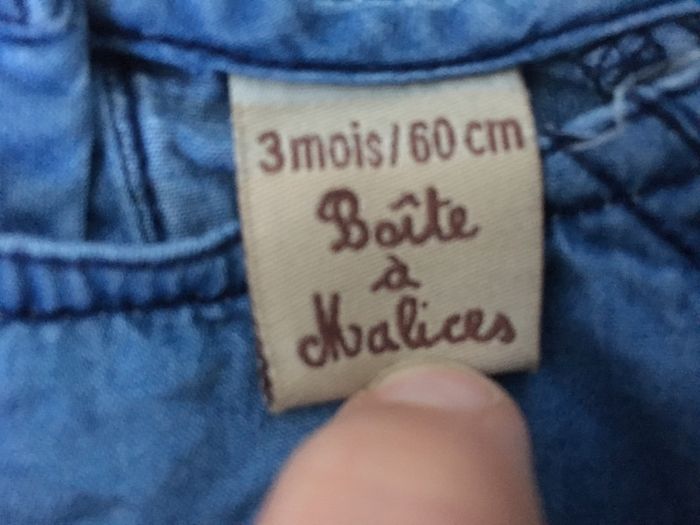 3mois/60cm
Boîte
à
Malices